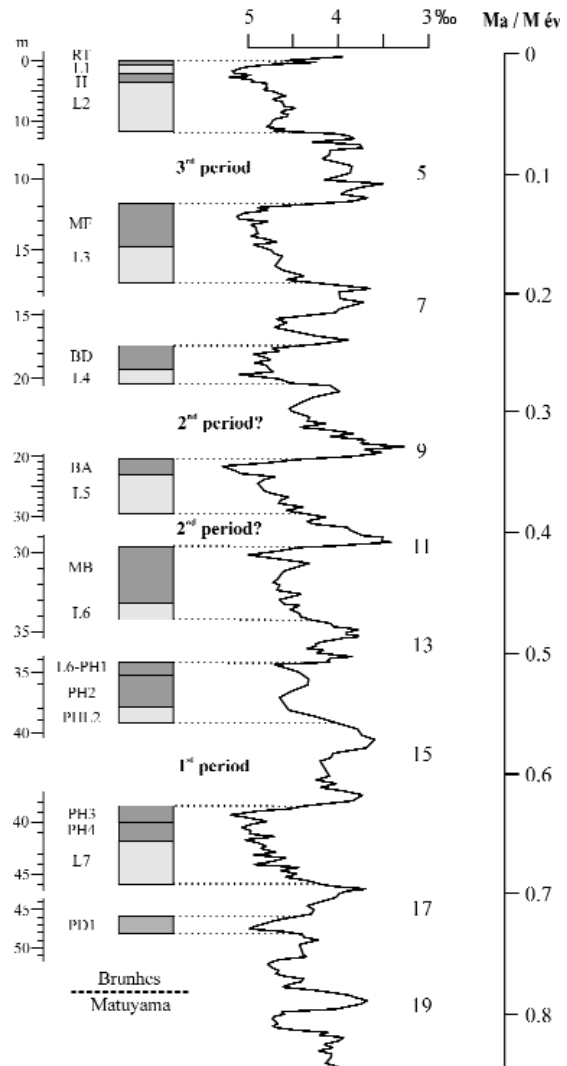 5 4 3 ‰ Ma / M év
m
RT
0 L1 0
H
L2
10
3rd period 5 0.1
10
MF
15 L3
0.2
7
15
BD
20 L4
0.3
2nd period?
20 9
BA
L5
30 2nd period? 0.4
11
30
MB
L6
35 13
0.5
L6-PH1
35
PH2
PHL2
40 15
1st period 0.6
PH3
40 PH4
L7
45
0.7
45 17
PD1
50
Brunhes
Matuyama 19
0.8